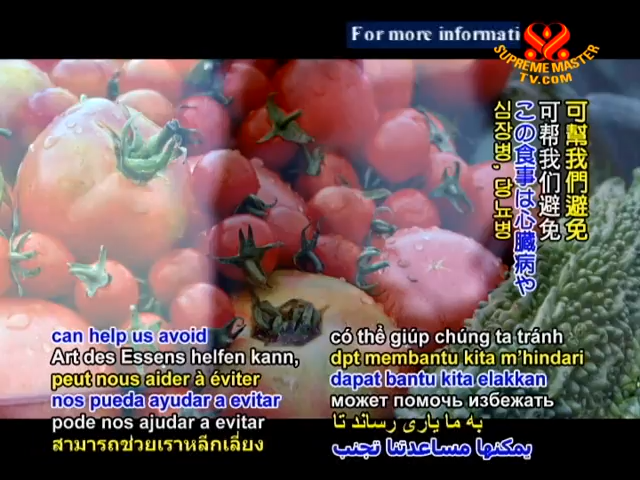 For more informati
SUPREME MASTER
TV.COM
可幫我們避免
可帮我们避免
この食事は心臓病や
심장병, 당뇨병
can help us avoid
Art des Essens helfen kann,
peut nous aider à éviter
nos pueda ayudar a evitar
pode nos ajudar a evitar
สามารถช่วยเราหลีกเลี่ยง
có thể giúp chúng ta tránh
dpt membantu kita m'hindari
dapat bantu kita elakkan
может помочь избежать
به ما یاری رساند تا
يمكنها مساعدتنا تجنب